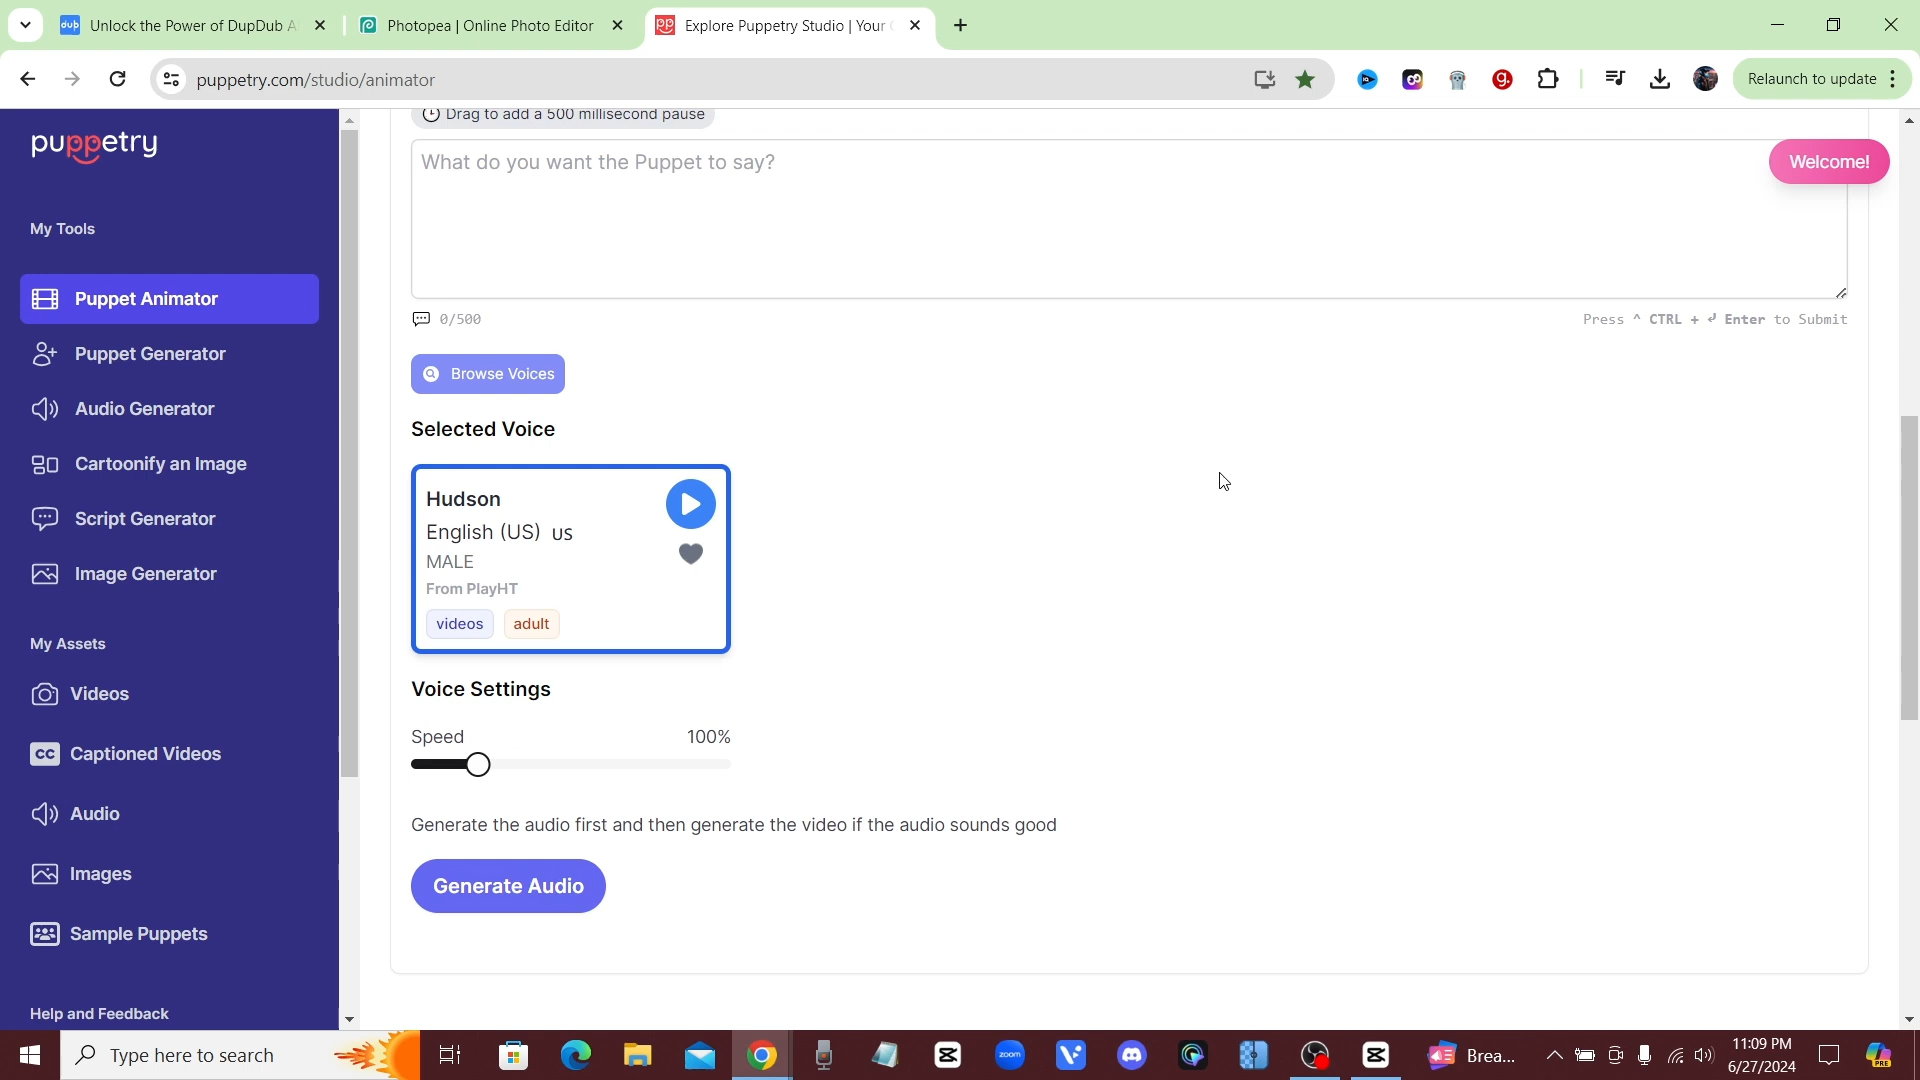 Unlock the Power of DupDub A
Photopea | Online Photo Editor
Explore Puppetry Studio | Your
puppetry.com/studio/animator
Relaunch to update
puppetry
My Tools
Puppet Animator
Puppet Generator
Audio Generator
Cartoonify an Image
Script Generator
Image Generator
My Assets
Videos
CC Captioned Videos
Audio
Images
Sample Puppets
Help and Feedback
Drag to add a 500 millisecond pause
What do you want the Puppet to say?
Welcome!
0/500
Press ^ CTRL + ⏎ Enter to Submit
Browse Voices
Selected Voice
Hudson
English (US) US
MALE
From PlayHT
videos adult
Voice Settings
Speed 100%
Generate the audio first and then generate the video if the audio sounds good
Generate Audio
Type here to search
zoom
Brea...
11:09 PM
6/27/2024
PRE